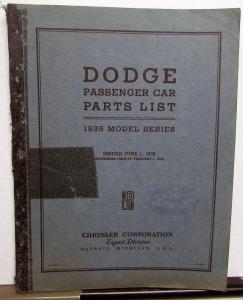 DODGE
PASSENGER CAR
PARTS LIST
1935 MODEL SERIES
ISSUED JUNE 1, 1935
CHRYSLER CORPORATION
Export Division
DETROIT, MICHIGAN, U.S.A.